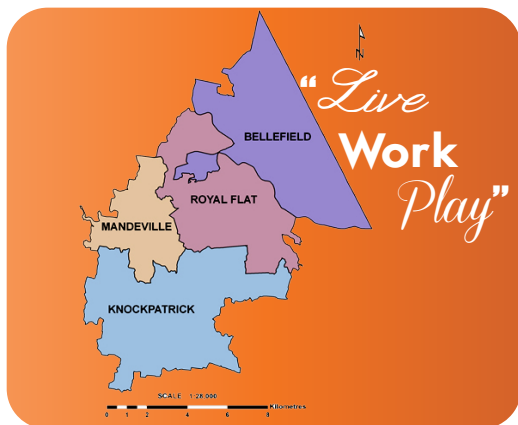 N
“Live
Work
Play”
BELLEFIELD
ROYAL FLAT
MANDEVILLE
KNOCKPATRICK
SCALE 1:28 000
0 1 2 4 6 8 Kilometres